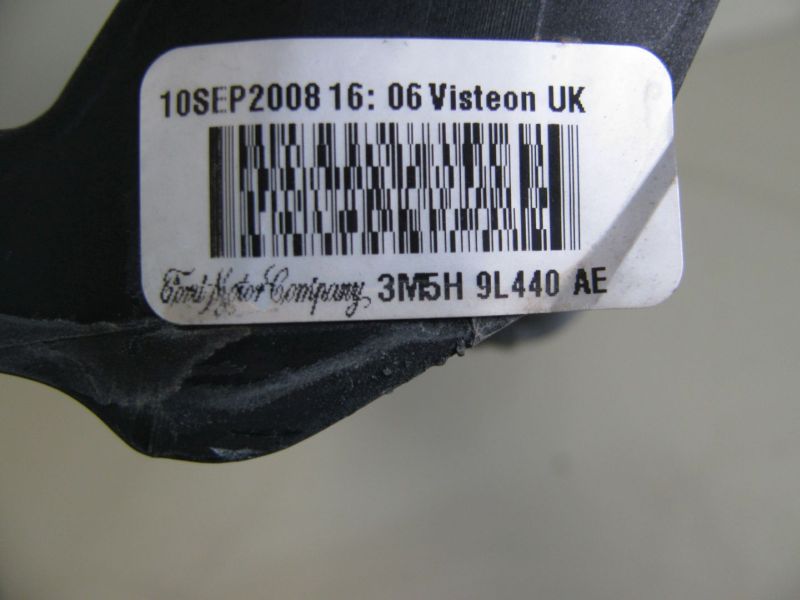 10SEP2008 16: 06 Visteon UK
Ford Motor Company 3M5H 9L440 AE